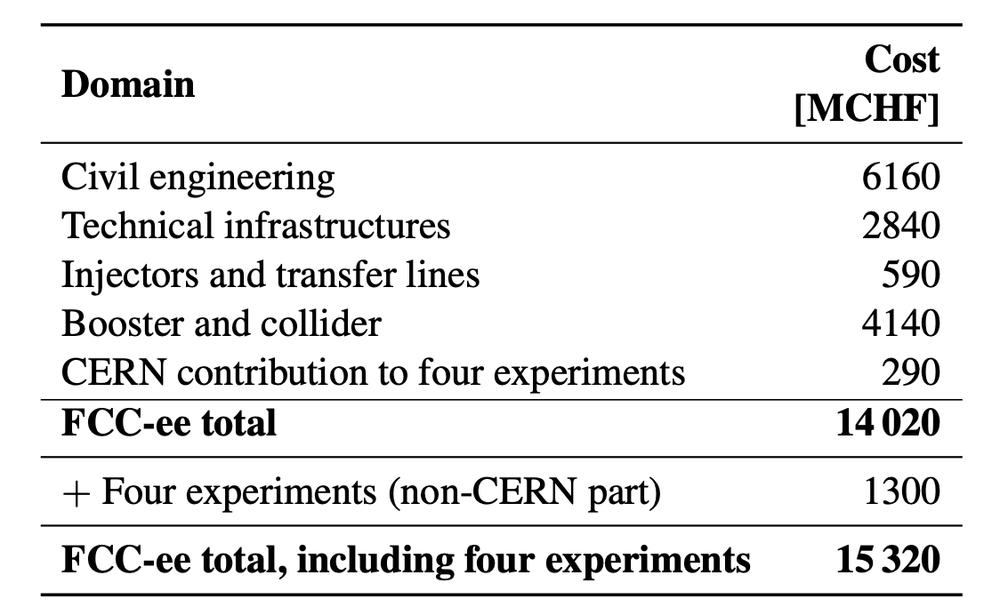 Domain Cost
[MCHF]
Civil engineering 6160
Technical infrastructures 2840
Injectors and transfer lines 590
Booster and collider 4140
CERN contribution to four experiments 290
FCC-ee total 14 020
+ Four experiments (non-CERN part) 1300
FCC-ee total, including four experiments 15 320